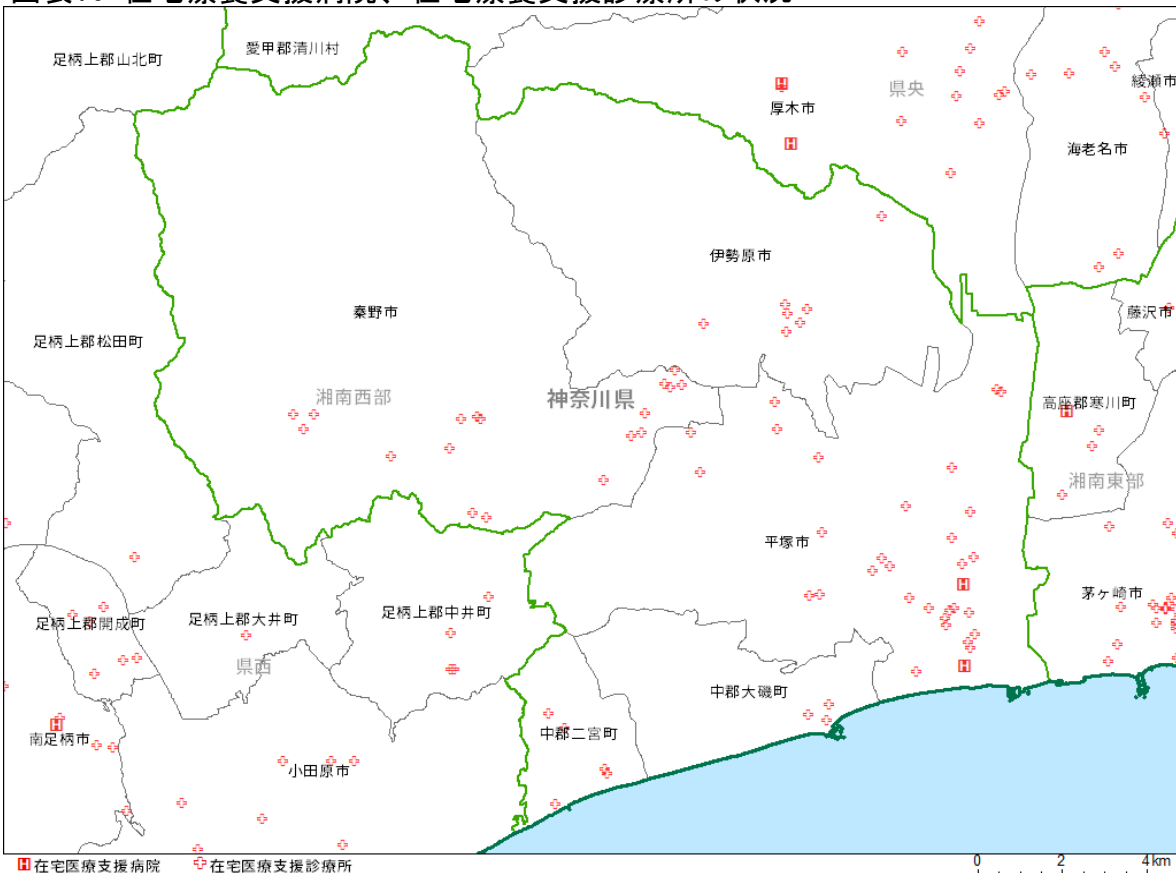 足柄上郡山北町
愛甲郡清川村
厚木市
県央
綾瀬市
海老名市
伊勢原市
秦野市
藤沢市
足柄上郡松田町
湘南西部
神奈川県
高座郡寒川町
湘南東部
平塚市
茅ヶ崎市
足柄上郡開成町
足柄上郡大井町
足柄上郡中井町
県西
中郡大磯町
南足柄市
中郡二宮町
小田原市
在宅医療支援病院 在宅医療支援診療所
0 2 4km